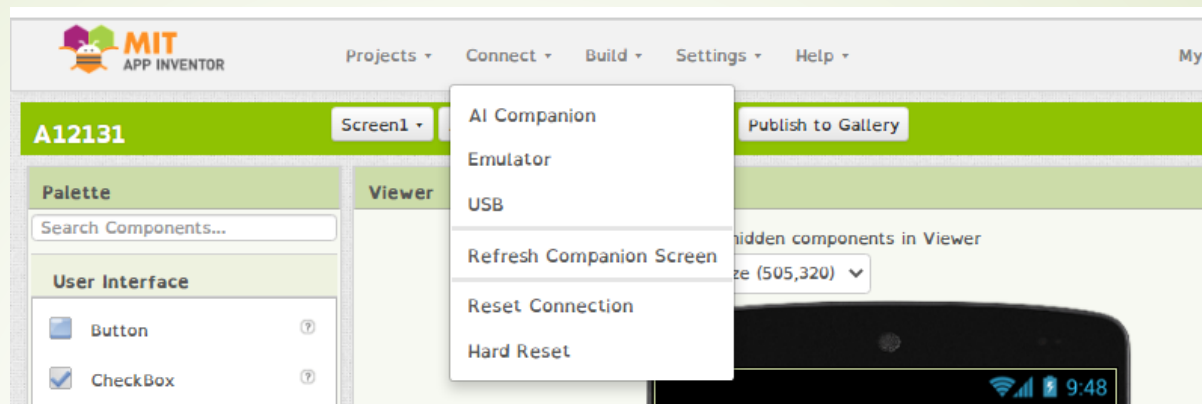 MIT
APP INVENTOR
Projects Connect Build Settings Help My
A12131
Screen1 Publish to Gallery
AI Companion
Emulator
USB
Refresh Companion Screen
Reset Connection
Hard Reset
Palette
Search Components...
User Interface
Button ?
CheckBox ?
Viewer
hidden components in Viewer
ze (505,320)
9:48